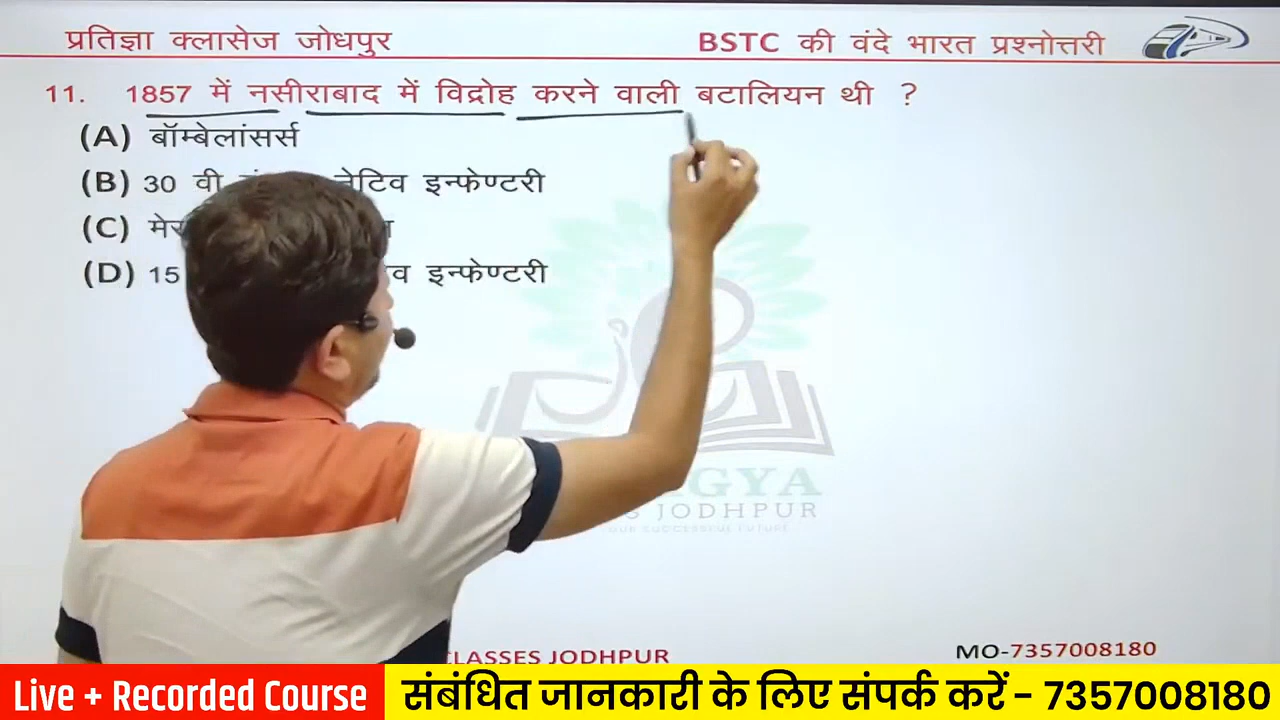 प्रतिज्ञा क्लासेज जोधपुर
BSTC की वंदे भारत प्रश्नोत्तरी
11. 1857 में नसीराबाद में विद्रोह करने वाली बटालियन थी ?
(A) बॉम्बेलांसर्स
(B) 30 वी नेटिव इन्फेण्टरी
(C)
(D) 15 इन्फेण्टरी
JODHPUR
CLASSES JODHPUR
MO-7357008180
Live + Recorded Course
संबंधित जानकारी के लिए संपर्क करें - 7357008180